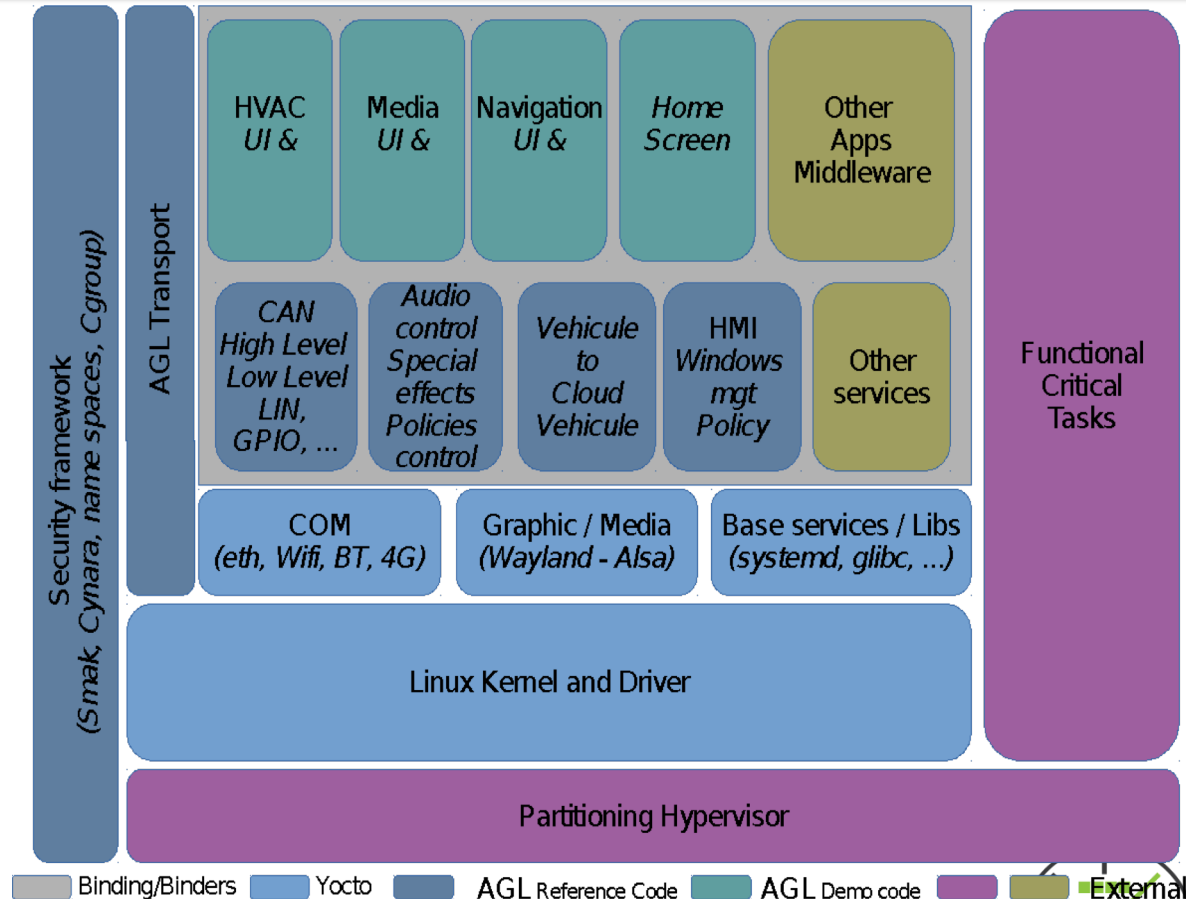 Security framework
(Smak, Cynara, name spaces, Cgroup)
AGL Transport
HVAC
UI &
Media
UI &
Navigation
UI &
Home
Screen
Other
Apps
Middleware
CAN
High Level
Low Level
LIN,
GPIO, ...
Audio
control
Special
effects
Policies
control
Vehicule
to
Cloud
Vehicule
HMI
Windows
mgt
Policy
Other
services
Functional
Critical
Tasks
COM
(eth, Wifi, BT, 4G)
Graphic / Media
(Wayland - Alsa)
Base services / Libs
(systemd, glibc, ...)
Linux Kernel and Driver
Partitioning Hypervisor
Binding/Binders
Yocto
AGL Reference Code
AGL Demo code
External